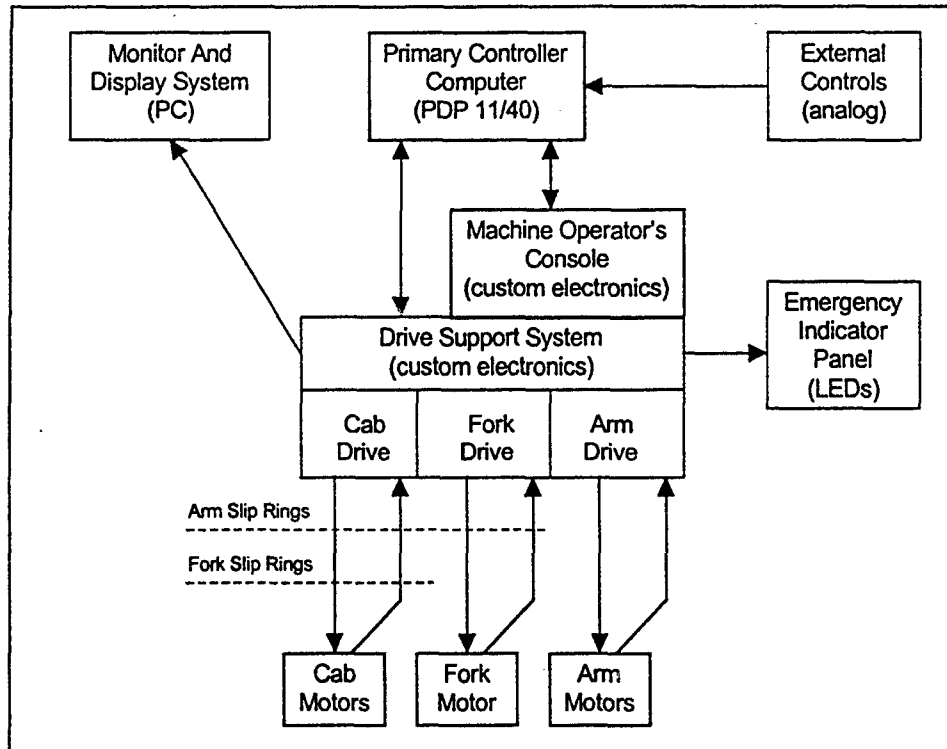 Monitor And
Display System
(PC)
Primary Controller
Computer
(PDP 11/40)
External
Controls
(analog)
Machine Operator's
Console
(custom electronics)
Drive Support System
(custom electronics)
Emergency
Indicator
Panel
(LEDs)
Cab
Drive
Fork
Drive
Arm
Drive
Arm Slip Rings
Fork Slip Rings
Cab
Motors
Fork
Motor
Arm
Motors